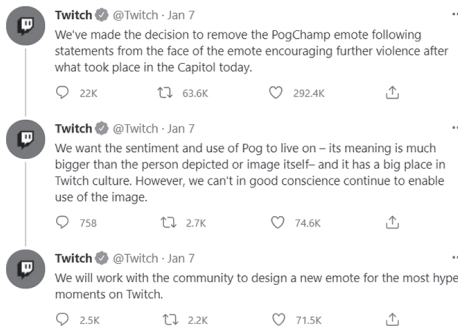 Twitch @Twitch · Jan 7
We've made the decision to remove the PogChamp emote following
statements from the face of the emote encouraging further violence after
what took place in the Capitol today.
22K 63.6K 292.4K
Twitch @Twitch · Jan 7
We want the sentiment and use of Pog to live on – its meaning is much
bigger than the person depicted or image itself– and it has a big place in
Twitch culture. However, we can't in good conscience continue to enable
use of the image.
758 2.7K 74.6K
Twitch @Twitch · Jan 7
We will work with the community to design a new emote for the most hype
moments on Twitch.
2.5K 2.2K 71.5K